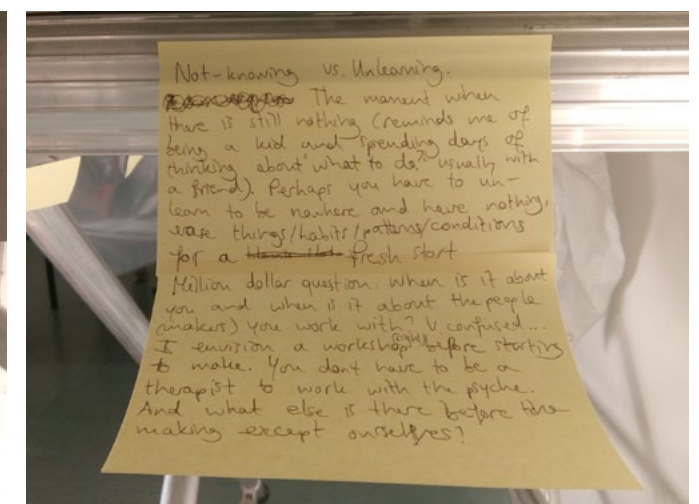 Not-knowing vs. Unlearning.
The moment when
there is still nothing (reminds me of
being a kid and spending days of
thinking about "what to do?" usually with
a friend). Perhaps you have to un-
learn to be nowhere and have nothing,
erase things/habits/patterns/conditions
for a fresh start
Million dollar question. When is it about
you and when is it about the people
(makers) you work with? V. confused...
I envision a workshop (right) before starting
to make. You dont have to be a
therapist to work with the psyche.
And what else is there before the
making except ourselves?